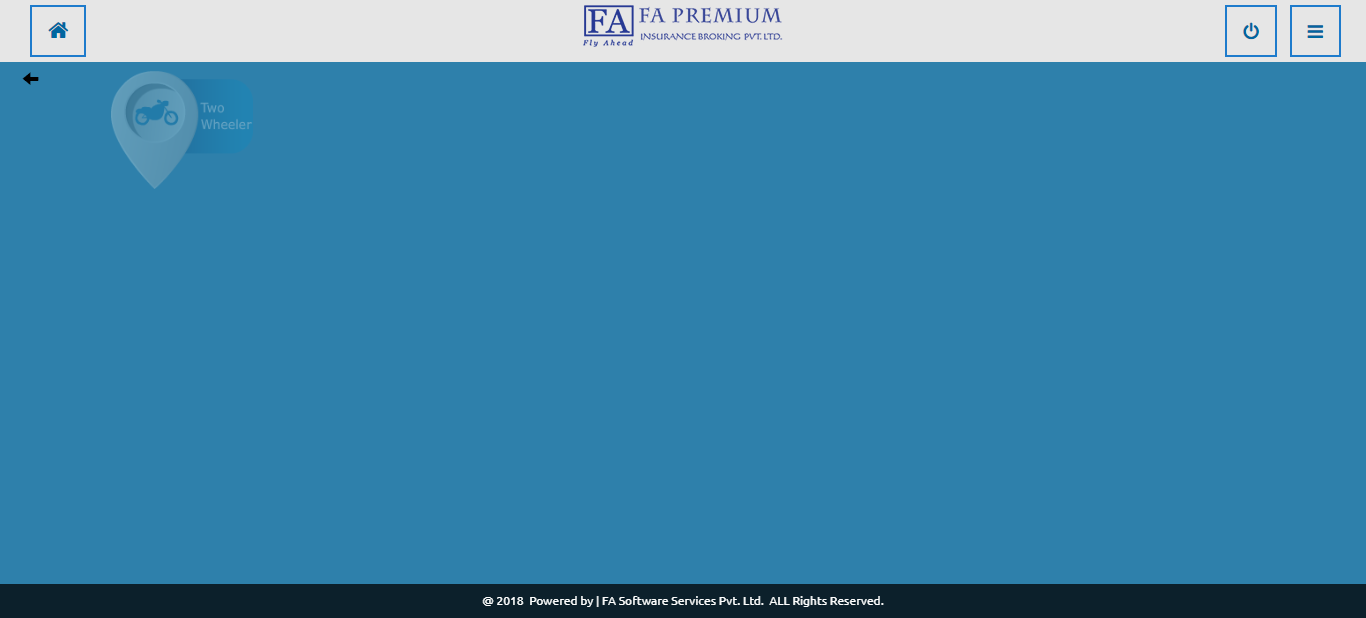 FA
Fly Ahead
FA PREMIUM
INSURANCE BROKING PVT. LTD.
Two
Wheeler
@ 2018 Powered by | FA Software Services Pvt. Ltd. ALL Rights Reserved.